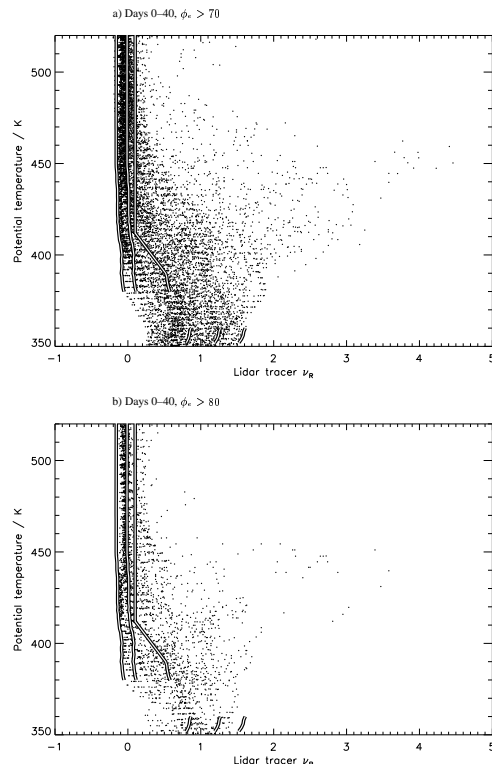 a) Days 0–40, ϕₑ > 70
500
450
400
350
Potential temperature / K
-1 0 1 2 3 4 5
Lidar tracer νR
b) Days 0–40, ϕₑ > 80
500
450
400
350
Potential temperature / K
-1 0 1 2 3 4 5
Lidar tracer νR